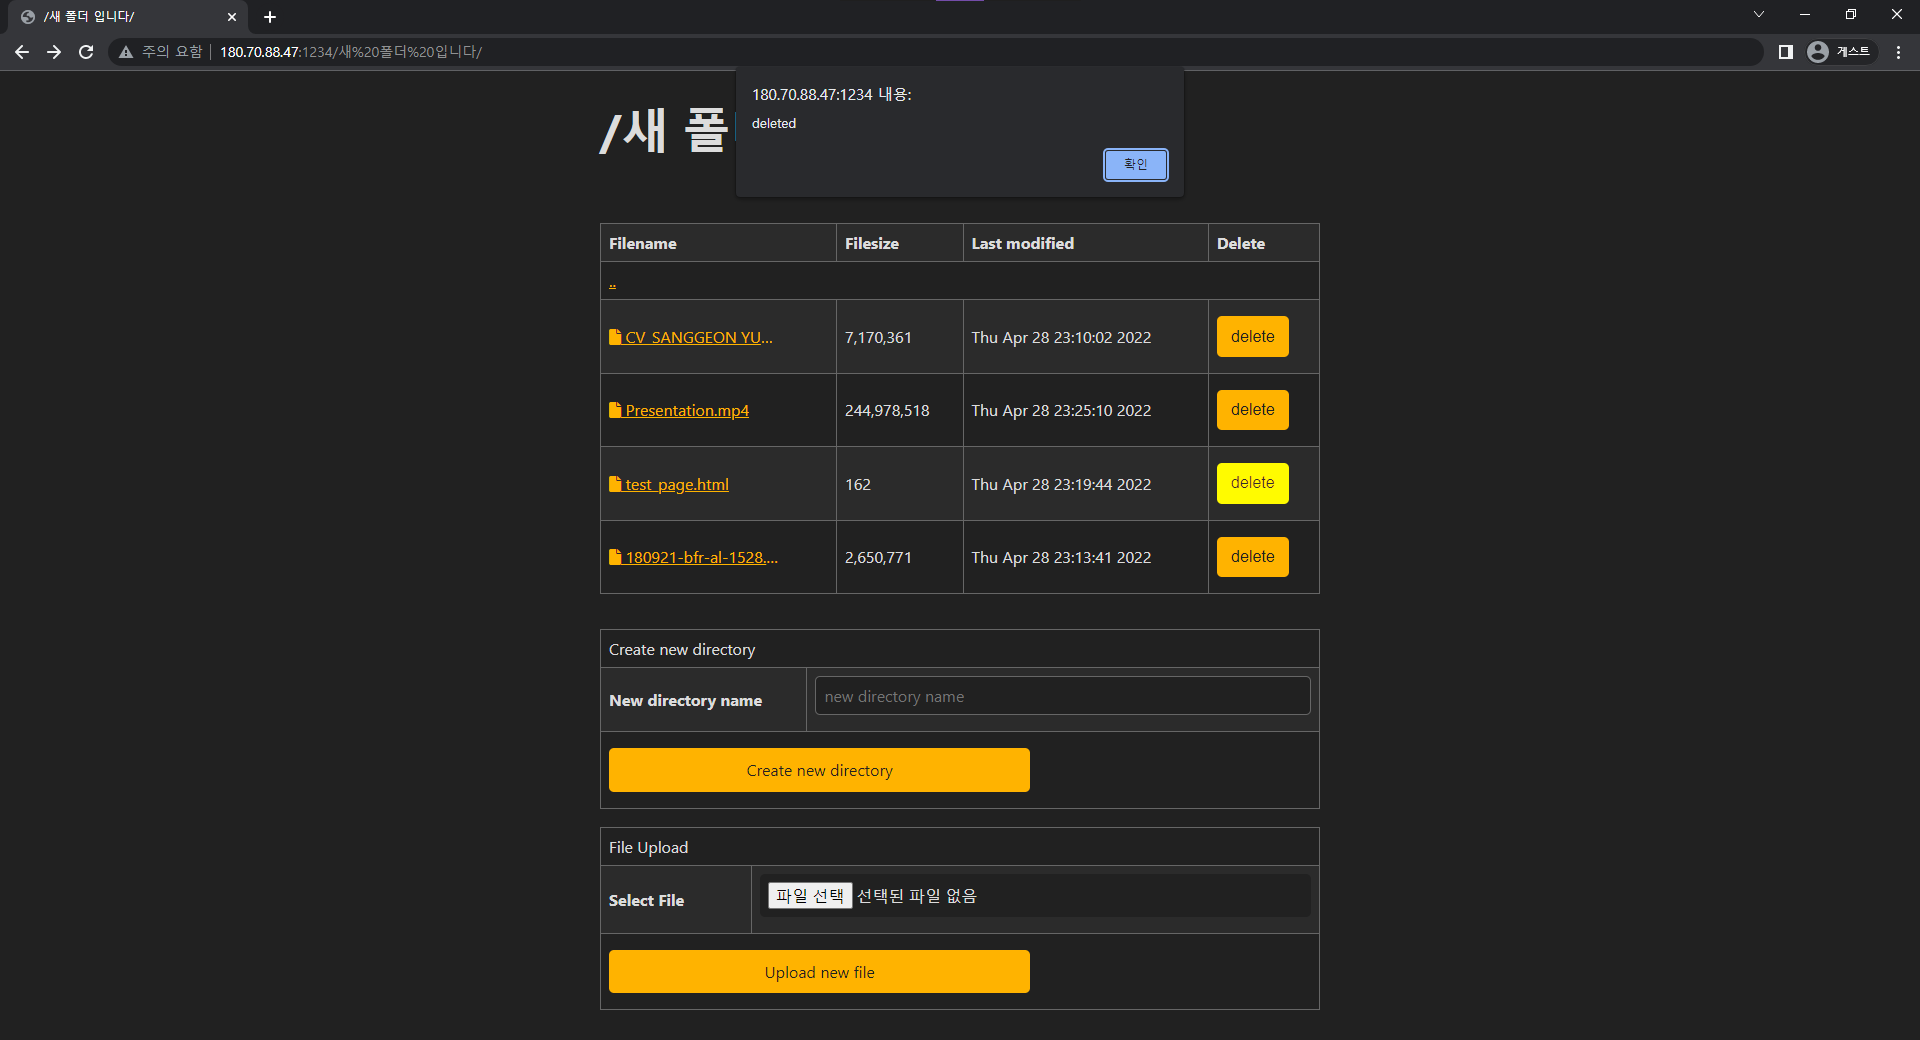 /새 폴더 입니다/
주의 요함 180.70.88.47:1234/새%20폴더%20입니다/
게스트
180.70.88.47:1234 내용:
deleted
확인
/새 폴
Filename Filesize Last modified Delete
..
CV_SANGGEON YU... 7,170,361 Thu Apr 28 23:10:02 2022 delete
Presentation.mp4 244,978,518 Thu Apr 28 23:25:10 2022 delete
test_page.html 162 Thu Apr 28 23:19:44 2022 delete
180921-bfr-al-1528.... 2,650,771 Thu Apr 28 23:13:41 2022 delete
Create new directory
New directory name new directory name
Create new directory
File Upload
Select File 파일 선택 선택된 파일 없음
Upload new file